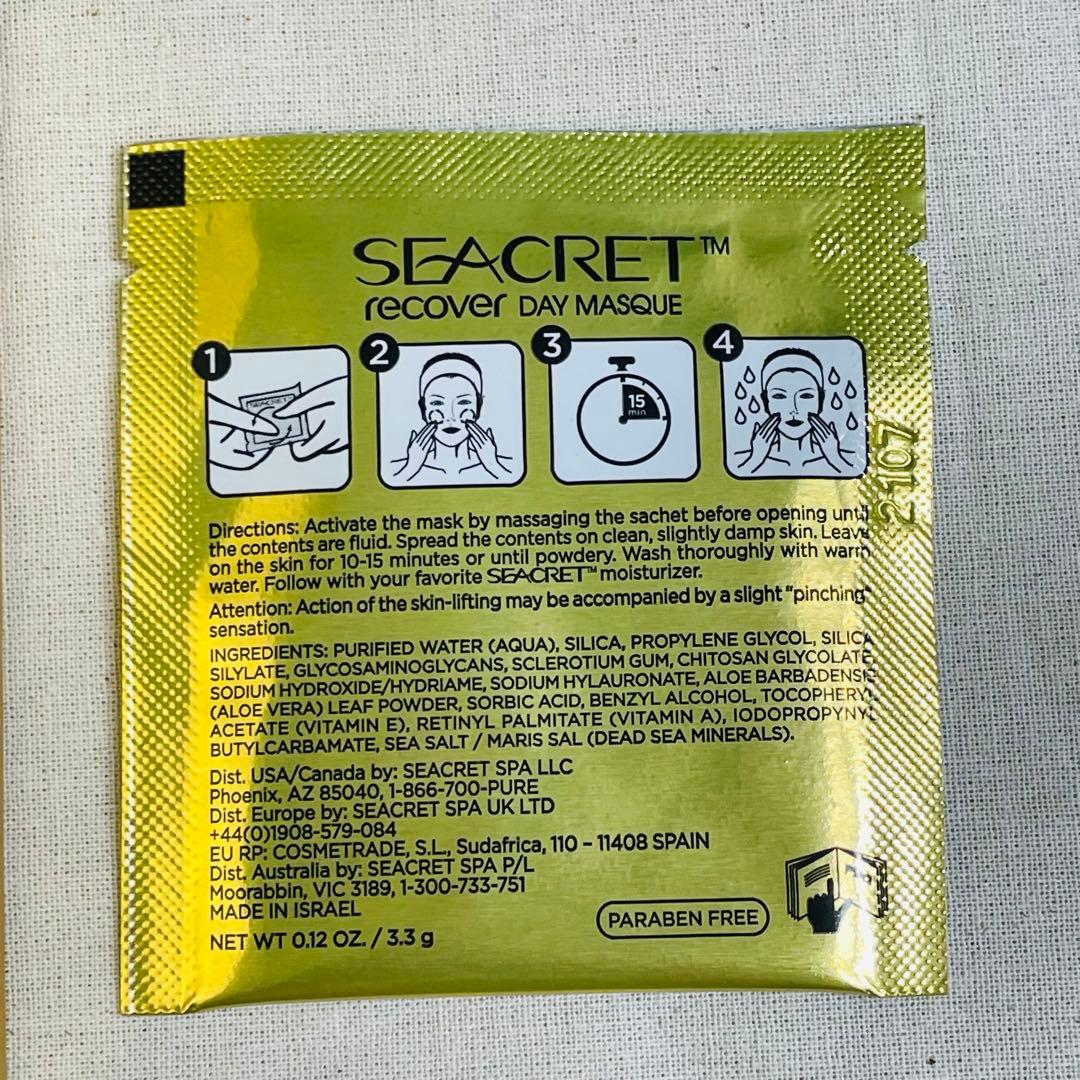 SEACRET™
recover DAY MASQUE
1
2
3
4
SEACRET
15
min
Directions: Activate the mask by massaging the sachet before opening until
the contents are fluid. Spread the contents on clean, slightly damp skin. Leave
on the skin for 10-15 minutes or until powdery. Wash thoroughly with warm
water. Follow with your favorite SEACRET™ moisturizer.
Attention: Action of the skin-lifting may be accompanied by a slight "pinching"
sensation.
INGREDIENTS: PURIFIED WATER (AQUA), SILICA, PROPYLENE GLYCOL, SILICA
SILYLATE, GLYCOSAMINOGLYCANS, SCLEROTIUM GUM, CHITOSAN GLYCOLATE,
SODIUM HYDROXIDE/HYDRIAME, SODIUM HYLAURONATE, ALOE BARBADENSIS
(ALOE VERA) LEAF POWDER, SORBIC ACID, BENZYL ALCOHOL, TOCOPHERYL
ACETATE (VITAMIN E), RETINYL PALMITATE (VITAMIN A), IODOPROPYNYL
BUTYLCARBAMATE, SEA SALT / MARIS SAL (DEAD SEA MINERALS).
Dist. USA/Canada by: SEACRET SPA LLC
Phoenix, AZ 85040, 1-866-700-PURE
Dist. Europe by: SEACRET SPA UK LTD
+44(0)1908-579-084
EU RP: COSMETRADE, S.L., Sudafrica, 110 – 11408 SPAIN
Dist. Australia by: SEACRET SPA P/L
Moorabbin, VIC 3189, 1-300-733-751
MADE IN ISRAEL
NET WT 0.12 OZ. / 3.3 g
PARABEN FREE
2107